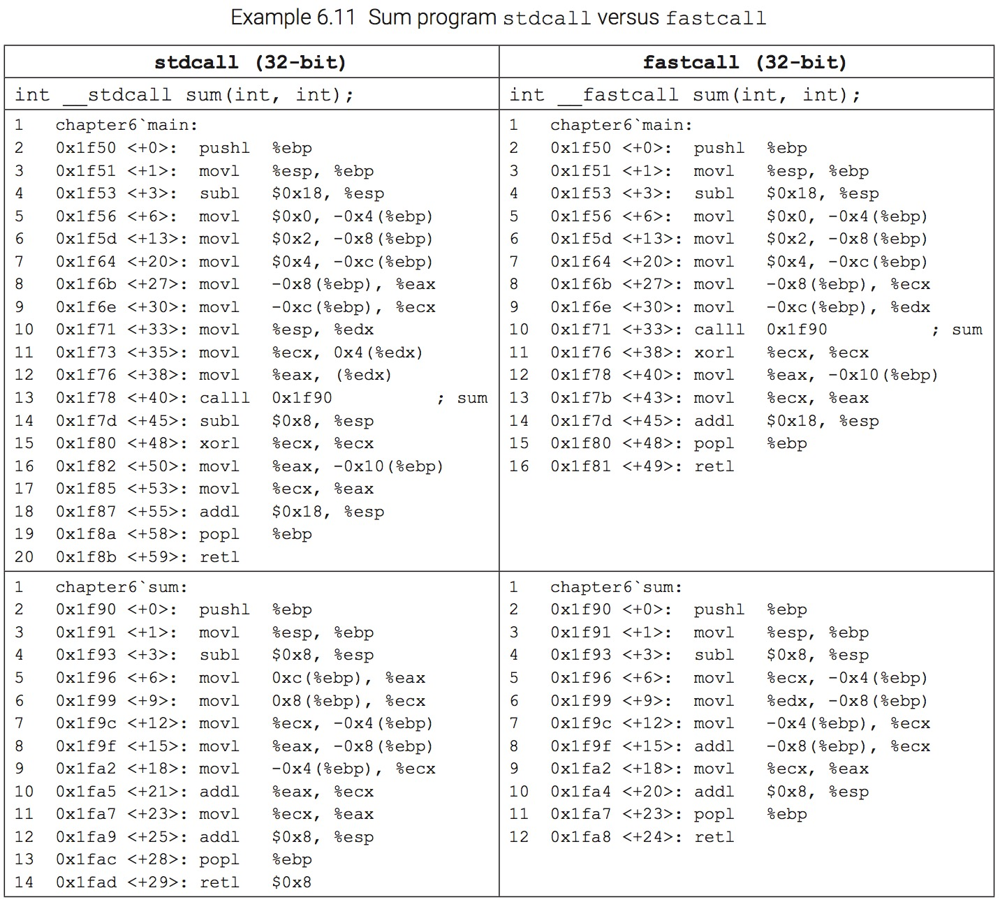 Example 6.11 Sum program stdcall versus fastcall
stdcall (32-bit)
int __stdcall sum(int, int);
1 chapter6`main:
2 0x1f50 <+0>: pushl %ebp
3 0x1f51 <+1>: movl %esp, %ebp
4 0x1f53 <+3>: subl $0x18, %esp
5 0x1f56 <+6>: movl $0x0, -0x4(%ebp)
6 0x1f5d <+13>: movl $0x2, -0x8(%ebp)
7 0x1f64 <+20>: movl $0x4, -0xc(%ebp)
8 0x1f6b <+27>: movl -0x8(%ebp), %eax
9 0x1f6e <+30>: movl -0xc(%ebp), %ecx
10 0x1f71 <+33>: movl %esp, %edx
11 0x1f73 <+35>: movl %ecx, 0x4(%edx)
12 0x1f76 <+38>: movl %eax, (%edx)
13 0x1f78 <+40>: calll 0x1f90 ; sum
14 0x1f7d <+45>: subl $0x8, %esp
15 0x1f80 <+48>: xorl %ecx, %ecx
16 0x1f82 <+50>: movl %eax, -0x10(%ebp)
17 0x1f85 <+53>: movl %ecx, %eax
18 0x1f87 <+55>: addl $0x18, %esp
19 0x1f8a <+58>: popl %ebp
20 0x1f8b <+59>: retl
1 chapter6`sum:
2 0x1f90 <+0>: pushl %ebp
3 0x1f91 <+1>: movl %esp, %ebp
4 0x1f93 <+3>: subl $0x8, %esp
5 0x1f96 <+6>: movl 0xc(%ebp), %eax
6 0x1f99 <+9>: movl 0x8(%ebp), %ecx
7 0x1f9c <+12>: movl %ecx, -0x4(%ebp)
8 0x1f9f <+15>: movl %eax, -0x8(%ebp)
9 0x1fa2 <+18>: movl -0x4(%ebp), %ecx
10 0x1fa5 <+21>: addl %eax, %ecx
11 0x1fa7 <+23>: movl %ecx, %eax
12 0x1fa9 <+25>: addl $0x8, %esp
13 0x1fac <+28>: popl %ebp
14 0x1fad <+29>: retl $0x8
fastcall (32-bit)
int __fastcall sum(int, int);
1 chapter6`main:
2 0x1f50 <+0>: pushl %ebp
3 0x1f51 <+1>: movl %esp, %ebp
4 0x1f53 <+3>: subl $0x18, %esp
5 0x1f56 <+6>: movl $0x0, -0x4(%ebp)
6 0x1f5d <+13>: movl $0x2, -0x8(%ebp)
7 0x1f64 <+20>: movl $0x4, -0xc(%ebp)
8 0x1f6b <+27>: movl -0x8(%ebp), %ecx
9 0x1f6e <+30>: movl -0xc(%ebp), %edx
10 0x1f71 <+33>: calll 0x1f90 ; sum
11 0x1f76 <+38>: xorl %ecx, %ecx
12 0x1f78 <+40>: movl %eax, -0x10(%ebp)
13 0x1f7b <+43>: movl %ecx, %eax
14 0x1f7d <+45>: addl $0x18, %esp
15 0x1f80 <+48>: popl %ebp
16 0x1f81 <+49>: retl
1 chapter6`sum:
2 0x1f90 <+0>: pushl %ebp
3 0x1f91 <+1>: movl %esp, %ebp
4 0x1f93 <+3>: subl $0x8, %esp
5 0x1f96 <+6>: movl %ecx, -0x4(%ebp)
6 0x1f99 <+9>: movl %edx, -0x8(%ebp)
7 0x1f9c <+12>: movl -0x4(%ebp), %ecx
8 0x1f9f <+15>: addl -0x8(%ebp), %ecx
9 0x1fa2 <+18>: movl %ecx, %eax
10 0x1fa4 <+20>: addl $0x8, %esp
11 0x1fa7 <+23>: popl %ebp
12 0x1fa8 <+24>: retl